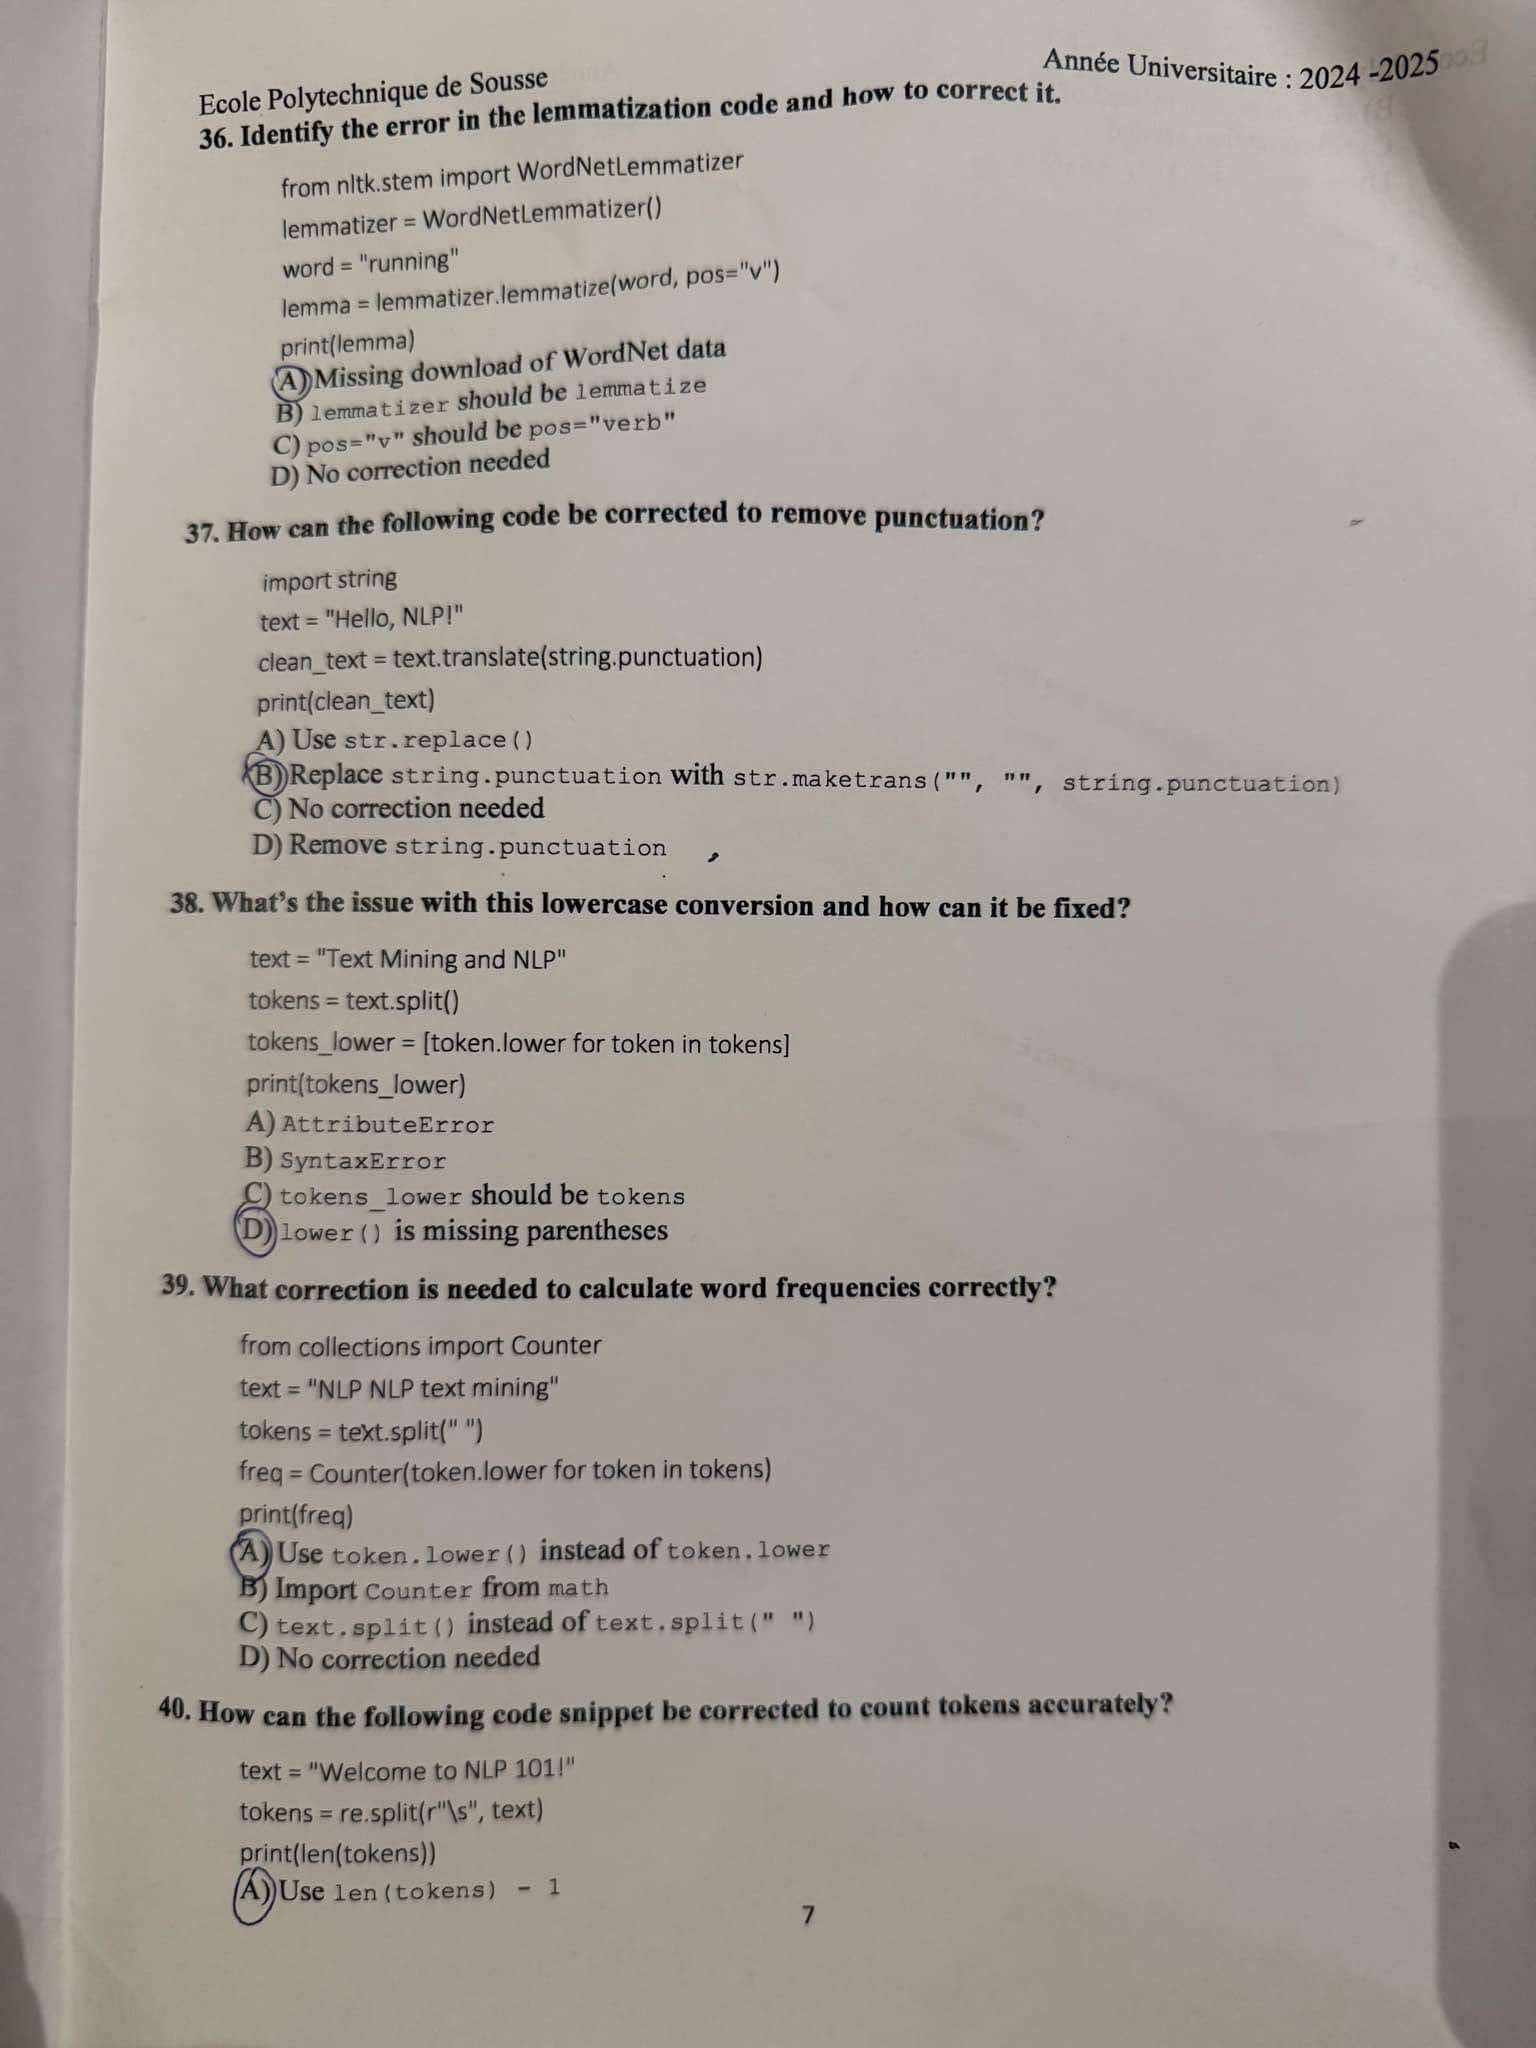 Ecole Polytechnique de Sousse
Année Universitaire : 2024 -2025
36. Identify the error in the lemmatization code and how to correct it.
from nltk.stem import WordNetLemmatizer
lemmatizer = WordNetLemmatizer()
word = "running"
lemma = lemmatizer.lemmatize(word, pos="v")
print(lemma)
A) Missing download of WordNet data
B) lemmatizer should be lemmatize
C) pos="v" should be pos="verb"
D) No correction needed
37. How can the following code be corrected to remove punctuation?
import string
text = "Hello, NLP!"
clean_text = text.translate(string.punctuation)
print(clean_text)
A) Use str.replace()
B) Replace string.punctuation with str.maketrans("", "", string.punctuation)
C) No correction needed
D) Remove string.punctuation
38. What's the issue with this lowercase conversion and how can it be fixed?
text = "Text Mining and NLP"
tokens = text.split()
tokens_lower = [token.lower for token in tokens]
print(tokens_lower)
A) AttributeError
B) SyntaxError
C) tokens_lower should be tokens
D) lower() is missing parentheses
39. What correction is needed to calculate word frequencies correctly?
from collections import Counter
text = "NLP NLP text mining"
tokens = text.split(" ")
freq = Counter(token.lower for token in tokens)
print(freq)
A) Use token.lower() instead of token.lower
B) Import Counter from math
C) text.split() instead of text.split(" ")
D) No correction needed
40. How can the following code snippet be corrected to count tokens accurately?
text = "Welcome to NLP 101!"
tokens = re.split(r"\s", text)
print(len(tokens))
A) Use len(tokens) - 1
7